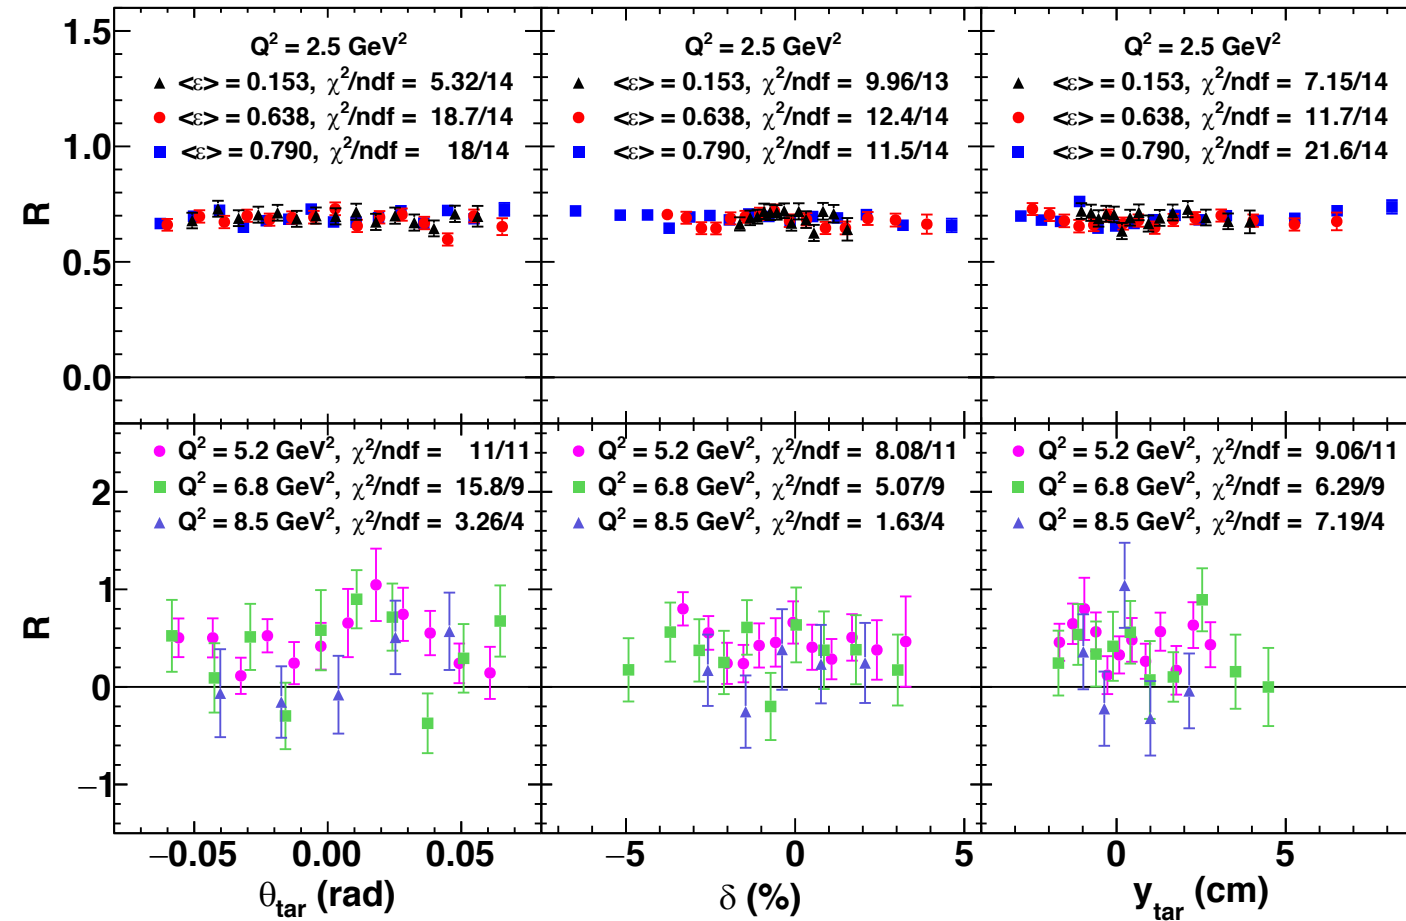 1.5
1.0
0.5
0.0
R
Q² = 2.5 GeV²
<ε> = 0.153, χ²/ndf = 5.32/14
<ε> = 0.638, χ²/ndf = 18.7/14
<ε> = 0.790, χ²/ndf = 18/14
Q² = 2.5 GeV²
<ε> = 0.153, χ²/ndf = 9.96/13
<ε> = 0.638, χ²/ndf = 12.4/14
<ε> = 0.790, χ²/ndf = 11.5/14
Q² = 2.5 GeV²
<ε> = 0.153, χ²/ndf = 7.15/14
<ε> = 0.638, χ²/ndf = 11.7/14
<ε> = 0.790, χ²/ndf = 21.6/14
2
1
0
−1
R
Q² = 5.2 GeV², χ²/ndf = 11/11
Q² = 6.8 GeV², χ²/ndf = 15.8/9
Q² = 8.5 GeV², χ²/ndf = 3.26/4
Q² = 5.2 GeV², χ²/ndf = 8.08/11
Q² = 6.8 GeV², χ²/ndf = 5.07/9
Q² = 8.5 GeV², χ²/ndf = 1.63/4
Q² = 5.2 GeV², χ²/ndf = 9.06/11
Q² = 6.8 GeV², χ²/ndf = 6.29/9
Q² = 8.5 GeV², χ²/ndf = 7.19/4
−0.05 0.00 0.05
−5 0 5
0 5
θtar (rad)
δ (%)
ytar (cm)